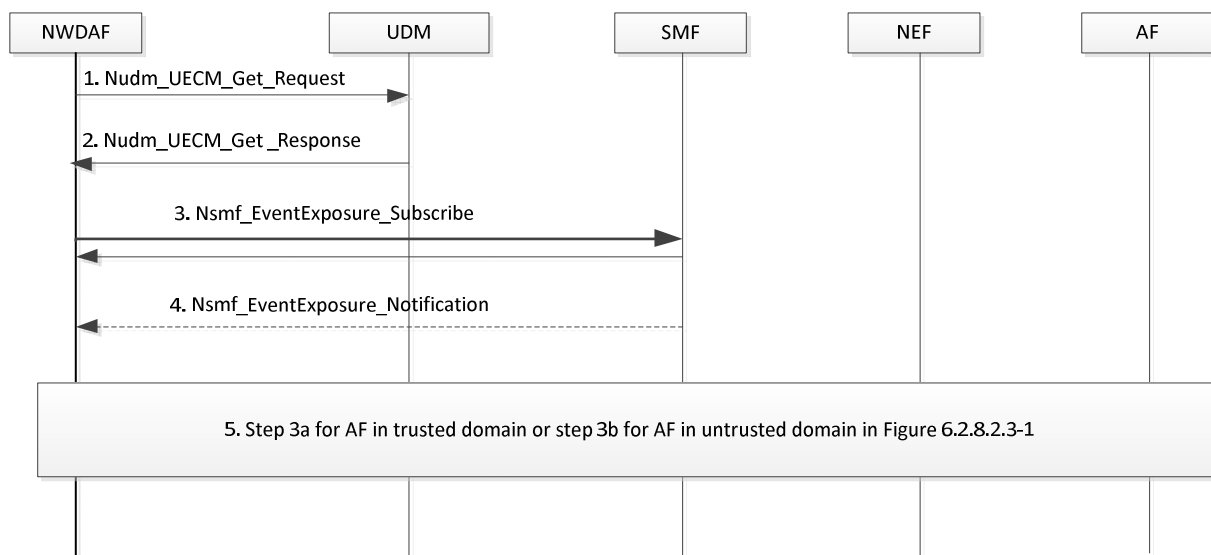 NWDAF
UDM
SMF
NEF
AF
1. Nudm_UECM_Get_Request
2. Nudm_UECM_Get _Response
3. Nsmf_EventExposure_Subscribe
4. Nsmf_EventExposure_Notification
5. Step 3a for AF in trusted domain or step 3b for AF in untrusted domain in Figure 6.2.8.2.3-1